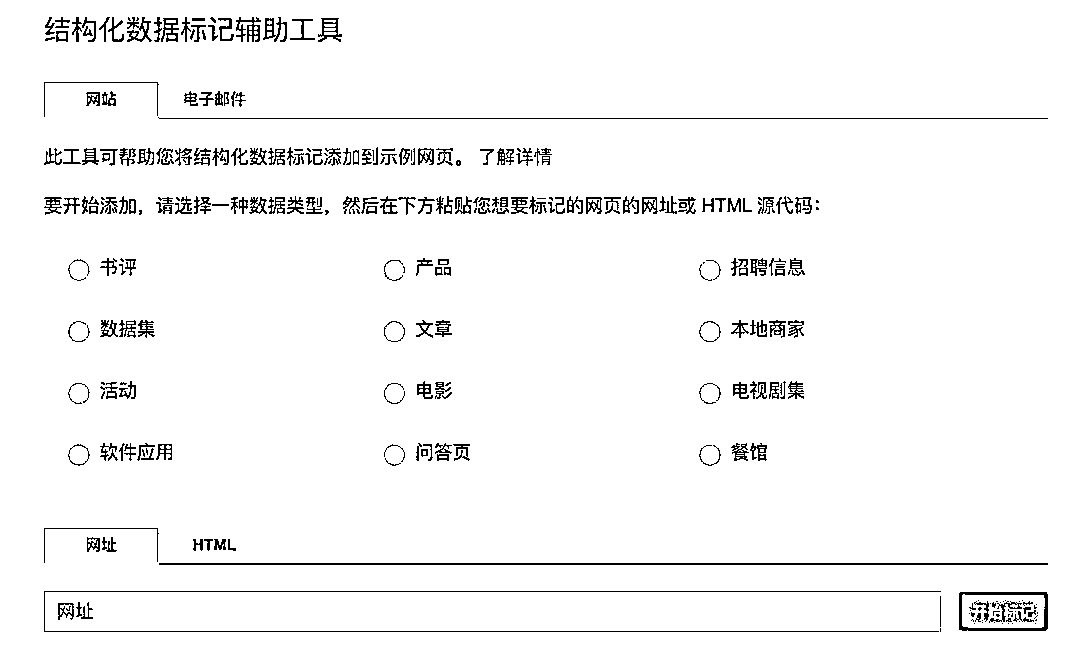 结构化数据标记辅助工具
网站 电子邮件
此工具可帮助您将结构化数据标记添加到示例网页。 了解详情
要开始添加，请选择一种数据类型，然后在下方粘贴您想要标记的网页的网址或 HTML 源代码：
书评 产品 招聘信息
数据集 文章 本地商家
活动 电影 电视剧集
软件应用 问答页 餐馆
网址 HTML
网址 开始标记